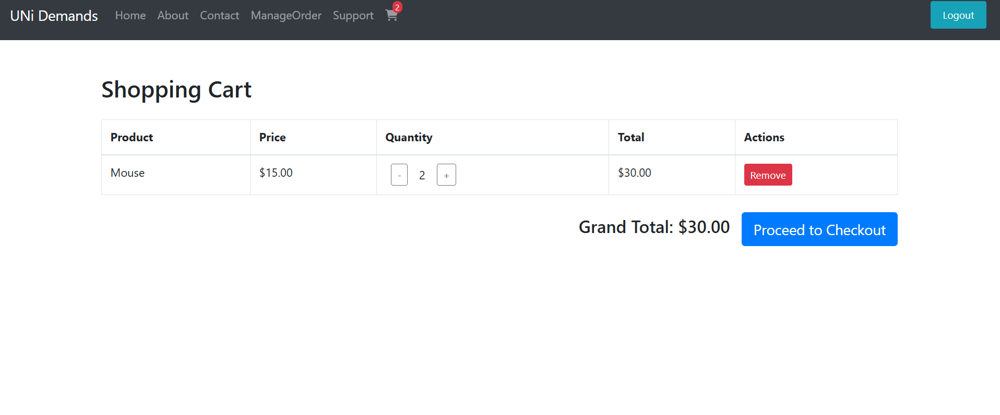 UNi Demands Home About Contact ManageOrder Support 2 Logout
Shopping Cart
Product Price Quantity Total Actions
Mouse $15.00 - 2 + $30.00 Remove
Grand Total: $30.00 Proceed to Checkout